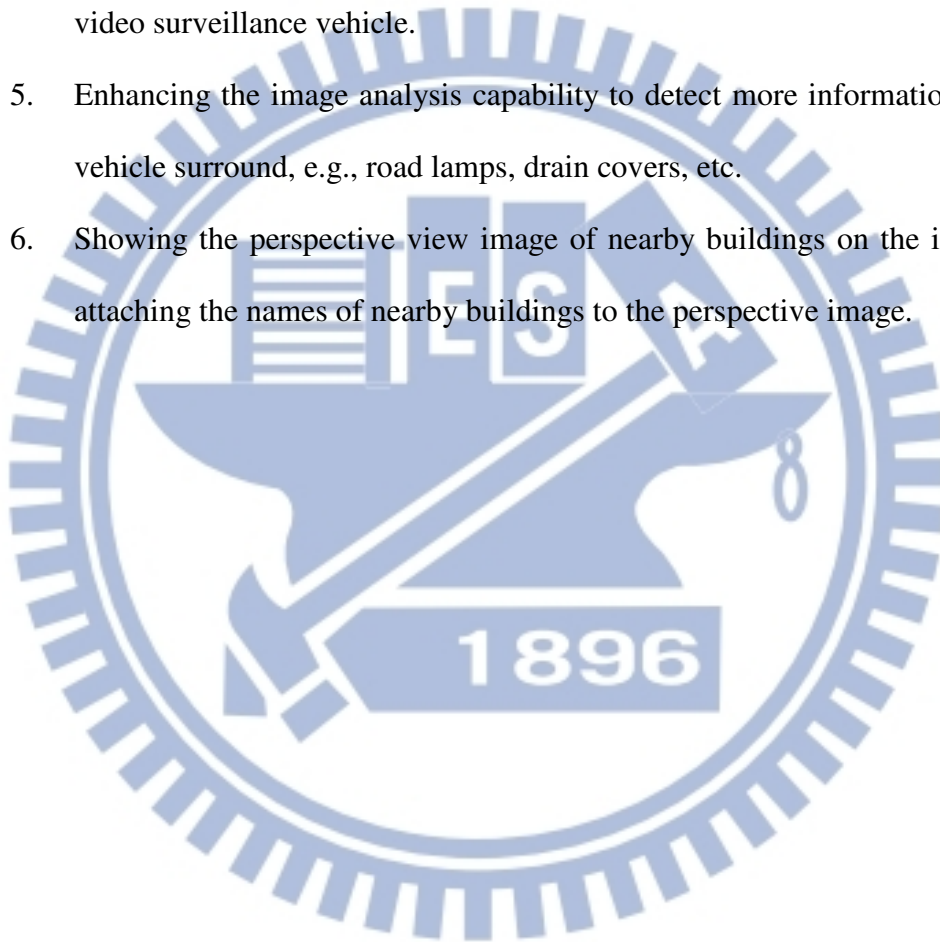 video surveillance vehicle.
5. Enhancing the image analysis capability to detect more
vehicle surround, e.g., road lamps, drain covers, etc.
6. Showing the perspective view image of nearby buildings on the
attaching the names of nearby buildings to the perspective image.
E S A
8
1896